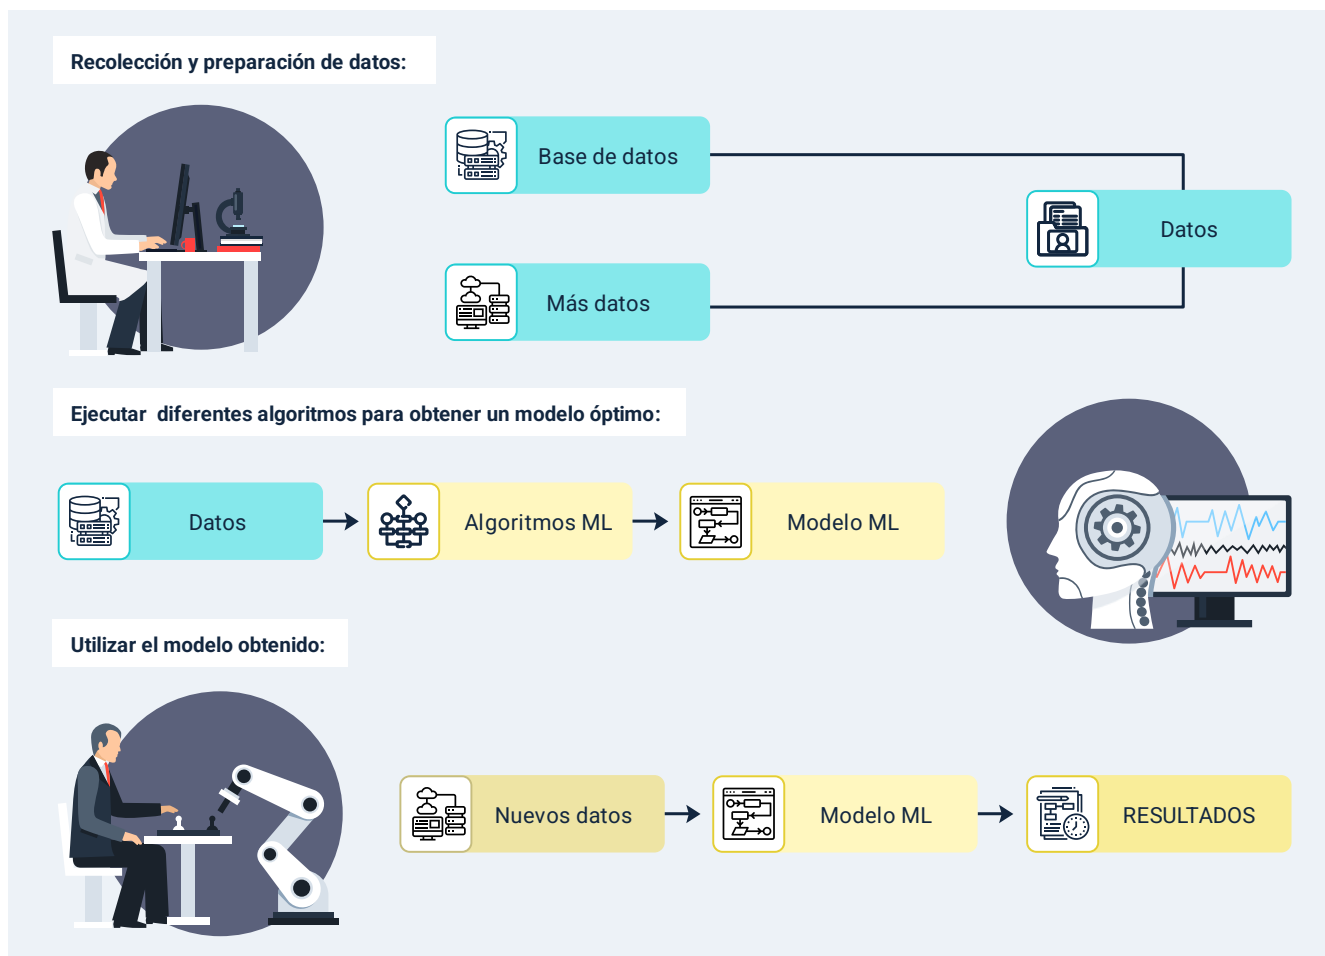 Recolección y preparación de datos:
Base de datos
Datos
Más datos
Ejecutar  diferentes algoritmos para obtener un modelo óptimo:
Datos
Algoritmos ML
Modelo ML
Utilizar el modelo obtenido:
Nuevos datos
Modelo ML
RESULTADOS